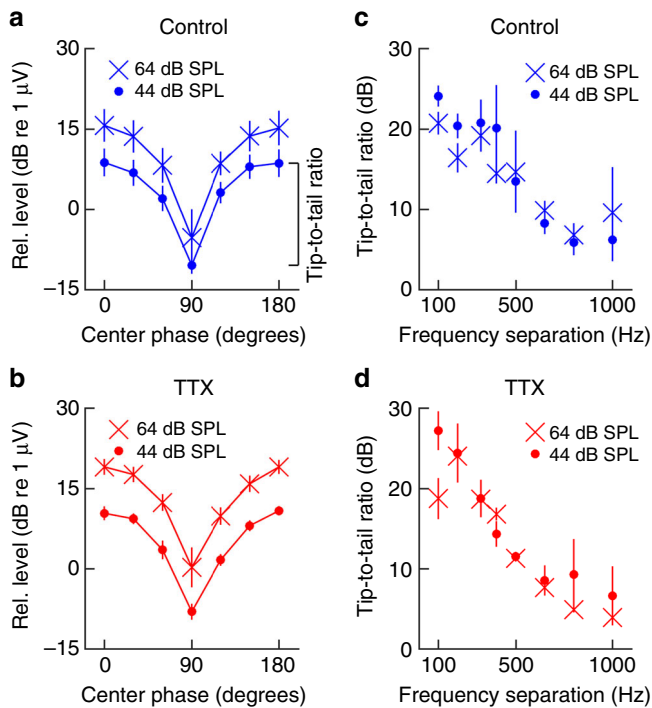 a
Control
30
15
0
−15
Rel. level (dB re 1 μV)
64 dB SPL
44 dB SPL
Tip-to-tail ratio
0
90
180
Center phase (degrees)
c
Control
30
20
10
0
Tip-to-tail ratio (dB)
64 dB SPL
44 dB SPL
100
500
1000
Frequency separation (Hz)
b
TTX
30
15
0
−15
Rel. level (dB re 1 μV)
64 dB SPL
44 dB SPL
0
90
180
Center phase (degrees)
d
TTX
30
20
10
0
Tip-to-tail ratio (dB)
64 dB SPL
44 dB SPL
100
500
1000
Frequency separation (Hz)